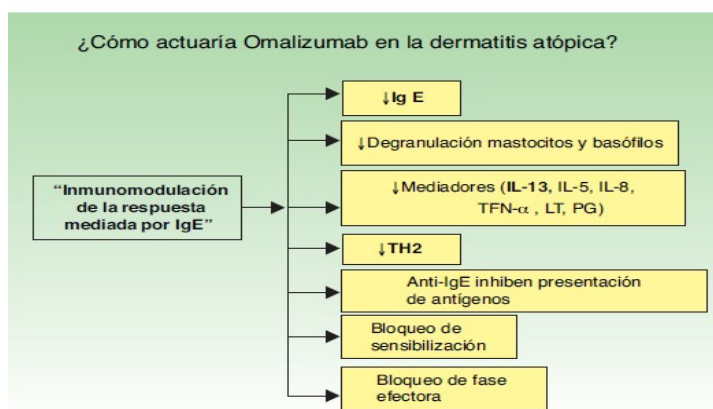 ¿Cómo actuaría Omalizumab en la dermatitis atópica?
“Inmunomodulación
de la respuesta
mediada por IgE”
↓Ig E
↓Degranulación mastocitos y basófilos
↓Mediadores (IL-13, IL-5, IL-8,
TFN-α , LT, PG)
↓TH2
Anti-IgE inhiben presentación
de antígenos
Bloqueo de
sensibilización
Bloqueo de fase
efectora